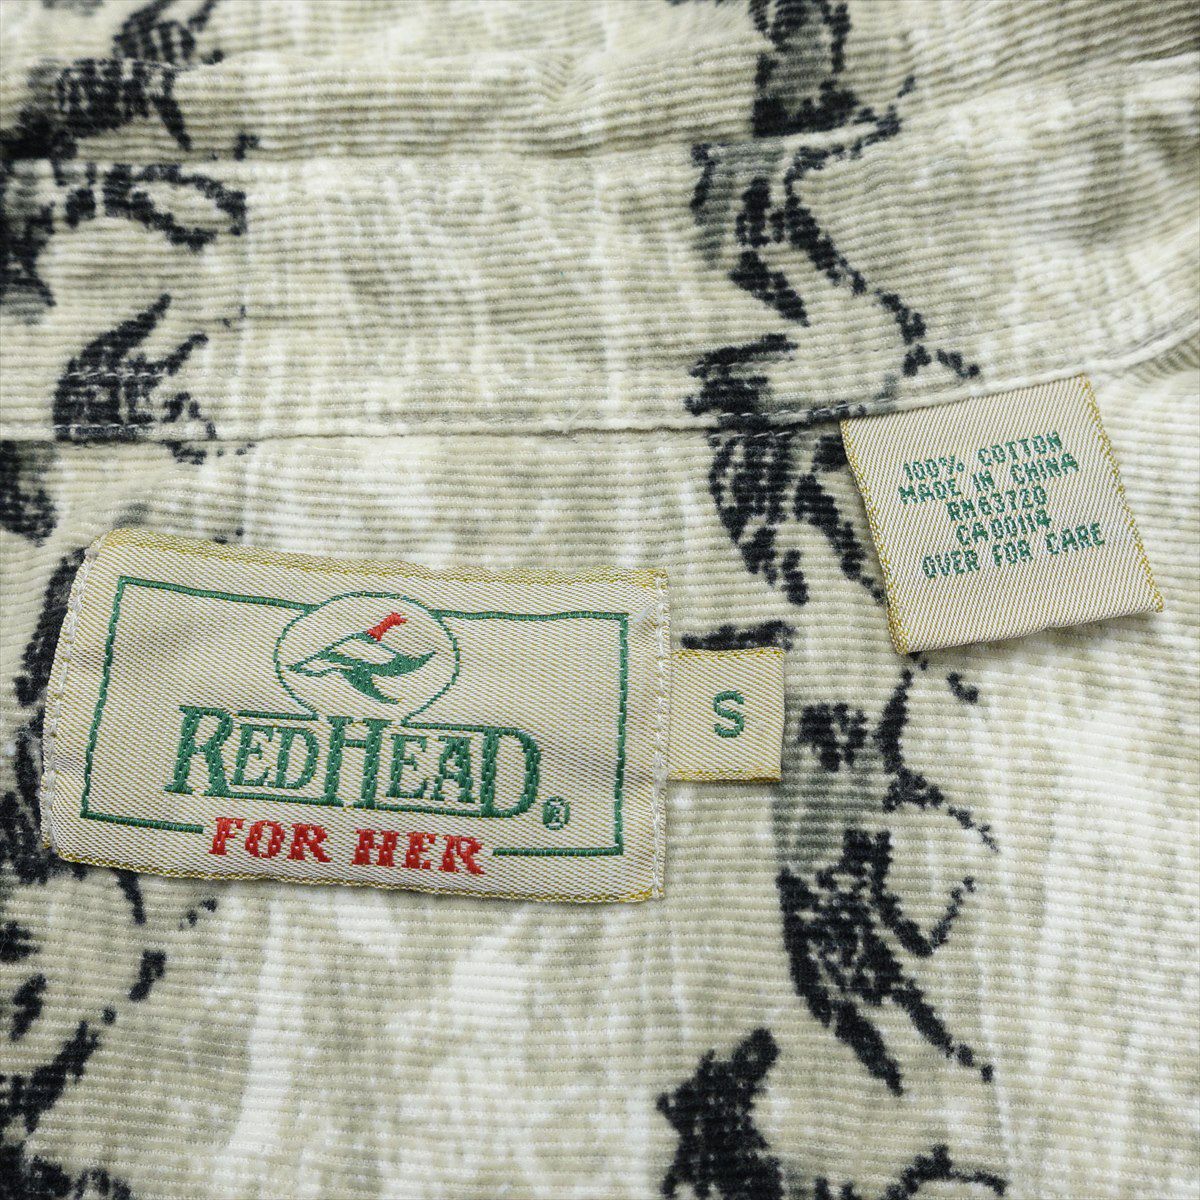 REDHEAD®
FOR HER
S
100% COTTON
MADE IN CHINA
RN63720
CA00114
OVER FOR CARE